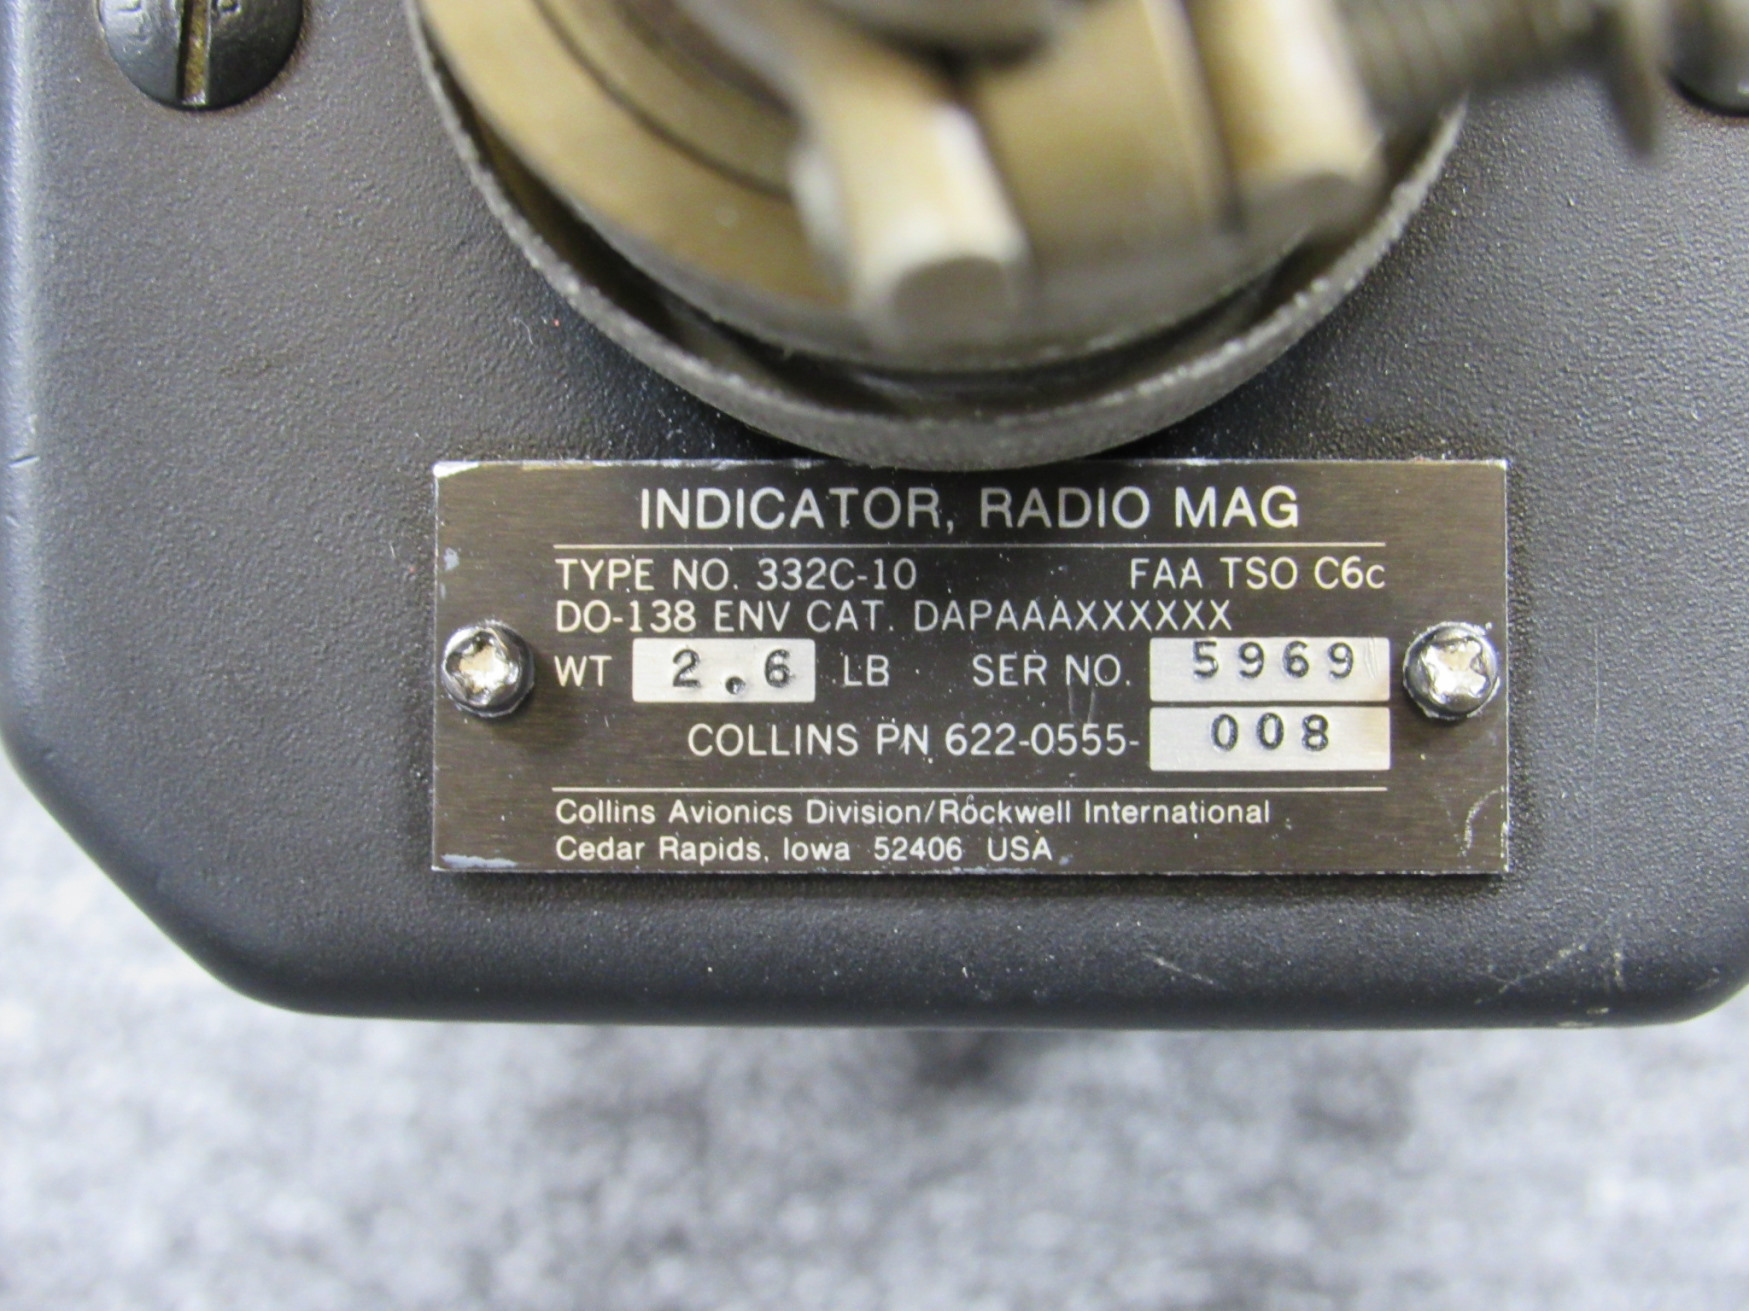 INDICATOR, RADIO MAG
TYPE NO. 332C-10 FAA TSO C6c
DO-138 ENV CAT. DAPAAAXXXXXX
WT 2.6 LB SER NO. 5969
COLLINS PN 622-0555-008
Collins Avionics Division/Rockwell International
Cedar Rapids, Iowa 52406 USA